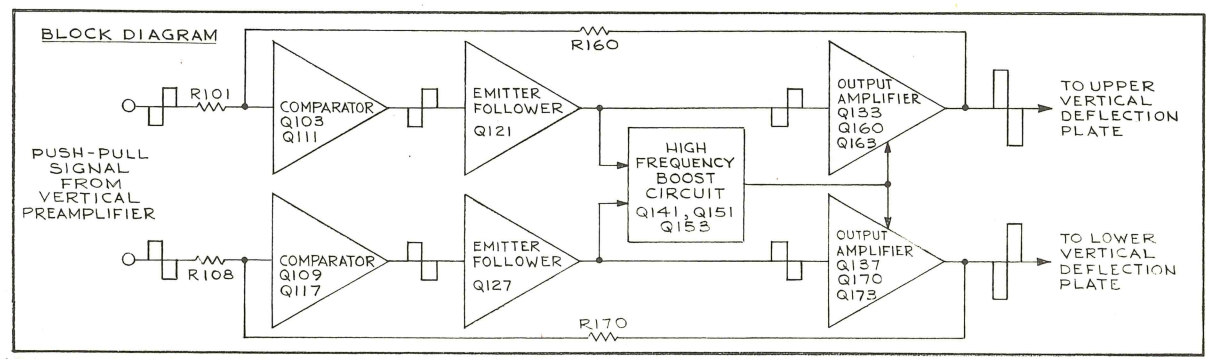 BLOCK DIAGRAM
R160
R101
COMPARATOR
Q103
Q111
EMITTER
FOLLOWER
Q121
OUTPUT
AMPLIFIER
Q133
Q160
Q163
TO UPPER
VERTICAL
DEFLECTION
PLATE
PUSH-PULL
SIGNAL
FROM
VERTICAL
PREAMPLIFIER
HIGH
FREQUENCY
BOOST
CIRCUIT
Q141, Q151
Q153
R108
COMPARATOR
Q109
Q117
EMITTER
FOLLOWER
Q127
OUTPUT
AMPLIFIER
Q137
Q170
Q173
TO LOWER
VERTICAL
DEFLECTION
PLATE
R170